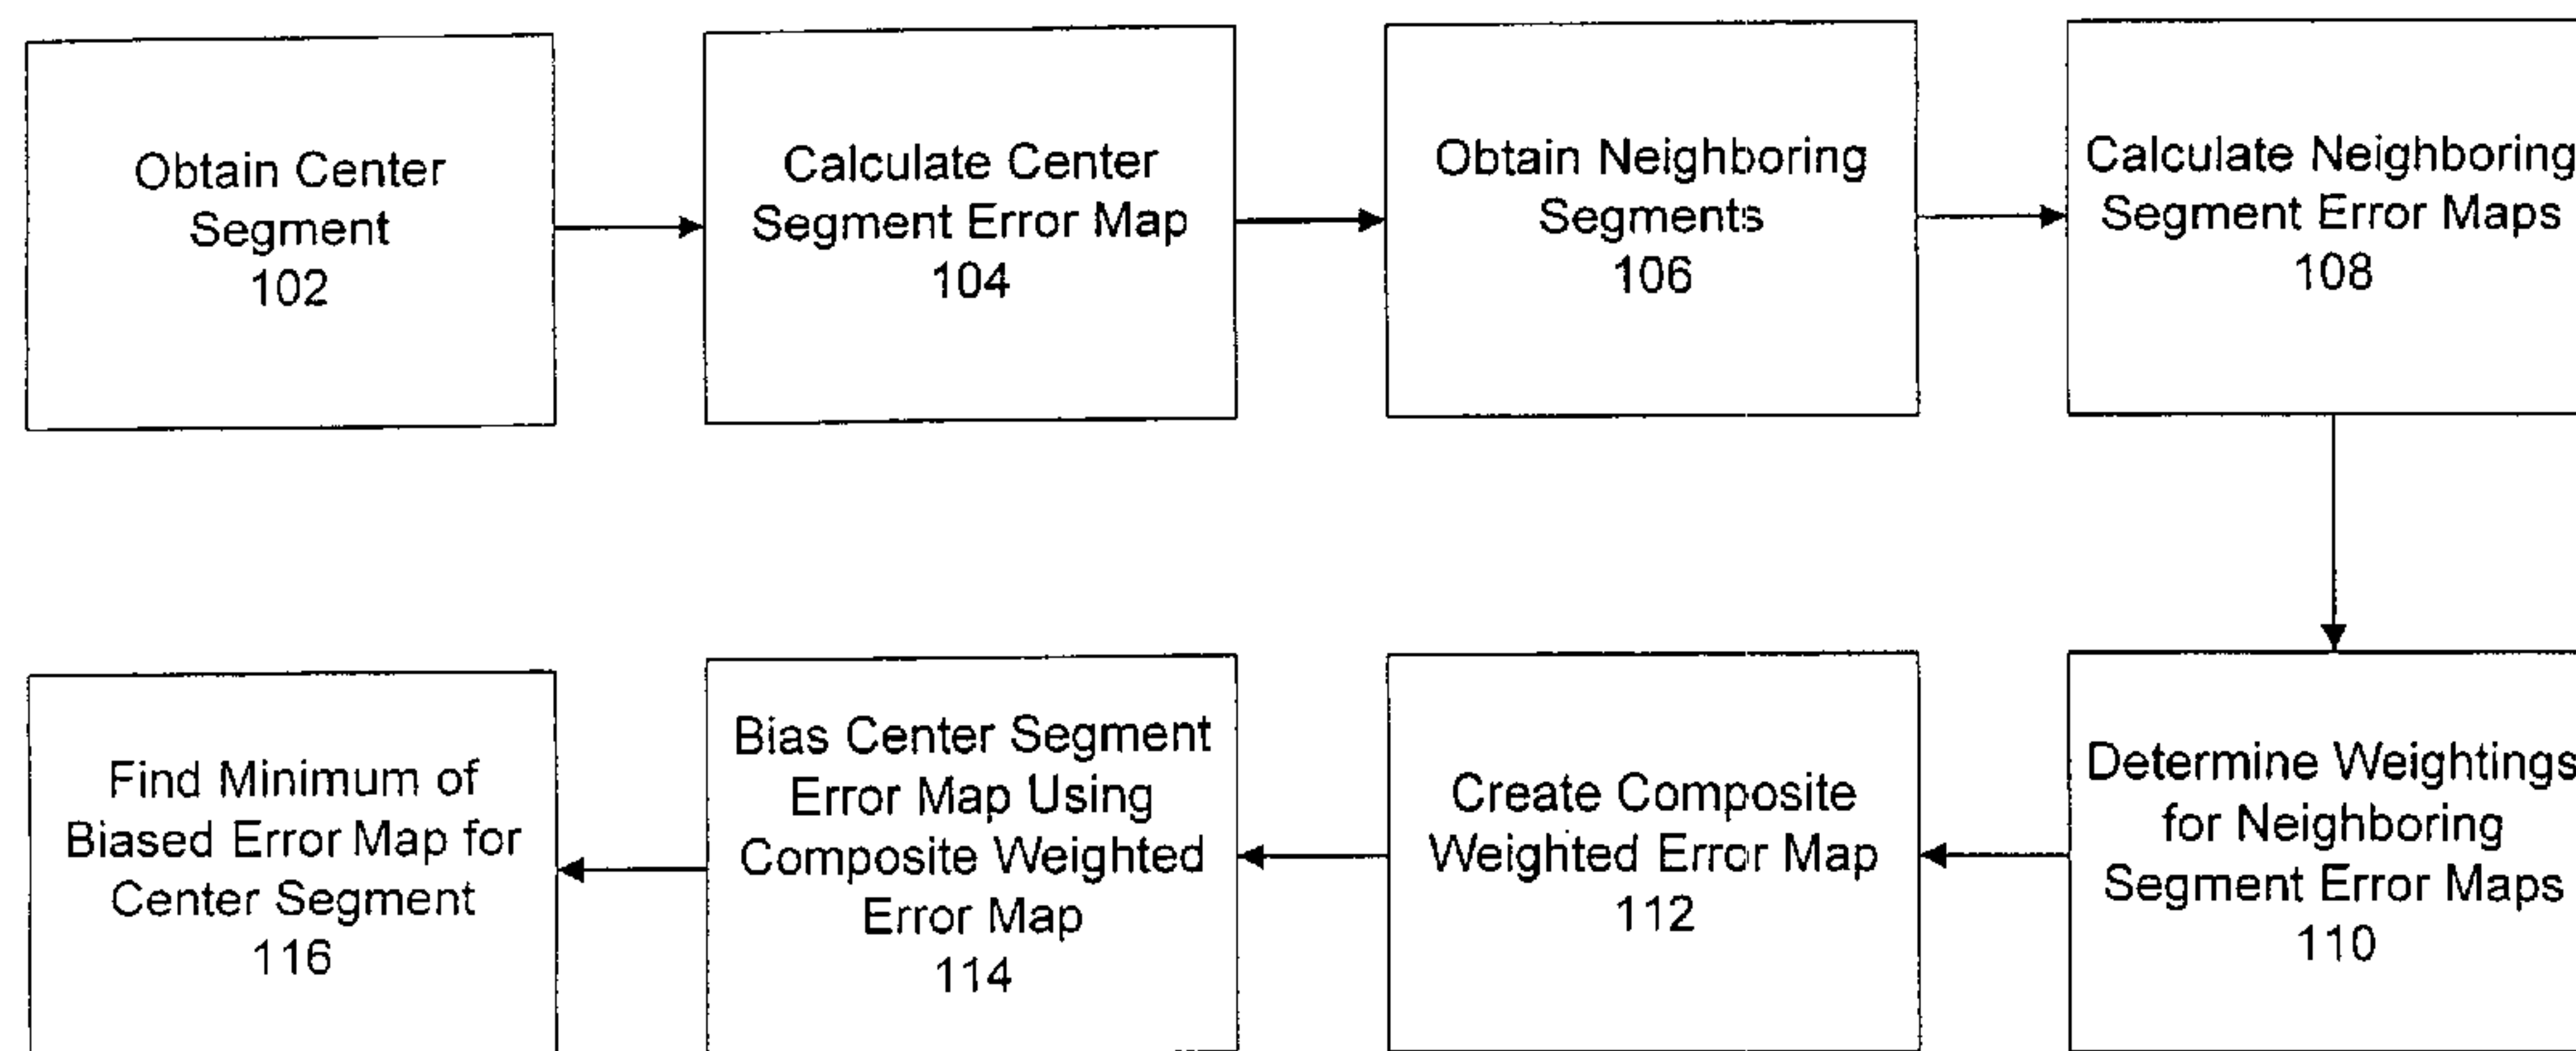 Obtain Center
Segment
102
Calculate Center
Segment Error Map
104
Obtain Neighboring
Segments
106
Calculate Neighboring
Segment Error Maps
108
Determine Weightings
for Neighboring
Segment Error Maps
110
Create Composite
Weighted Error Map
112
Bias Center Segment
Error Map Using
Composite Weighted
Error Map
114
Find Minimum of
Biased Error Map for
Center Segment
116